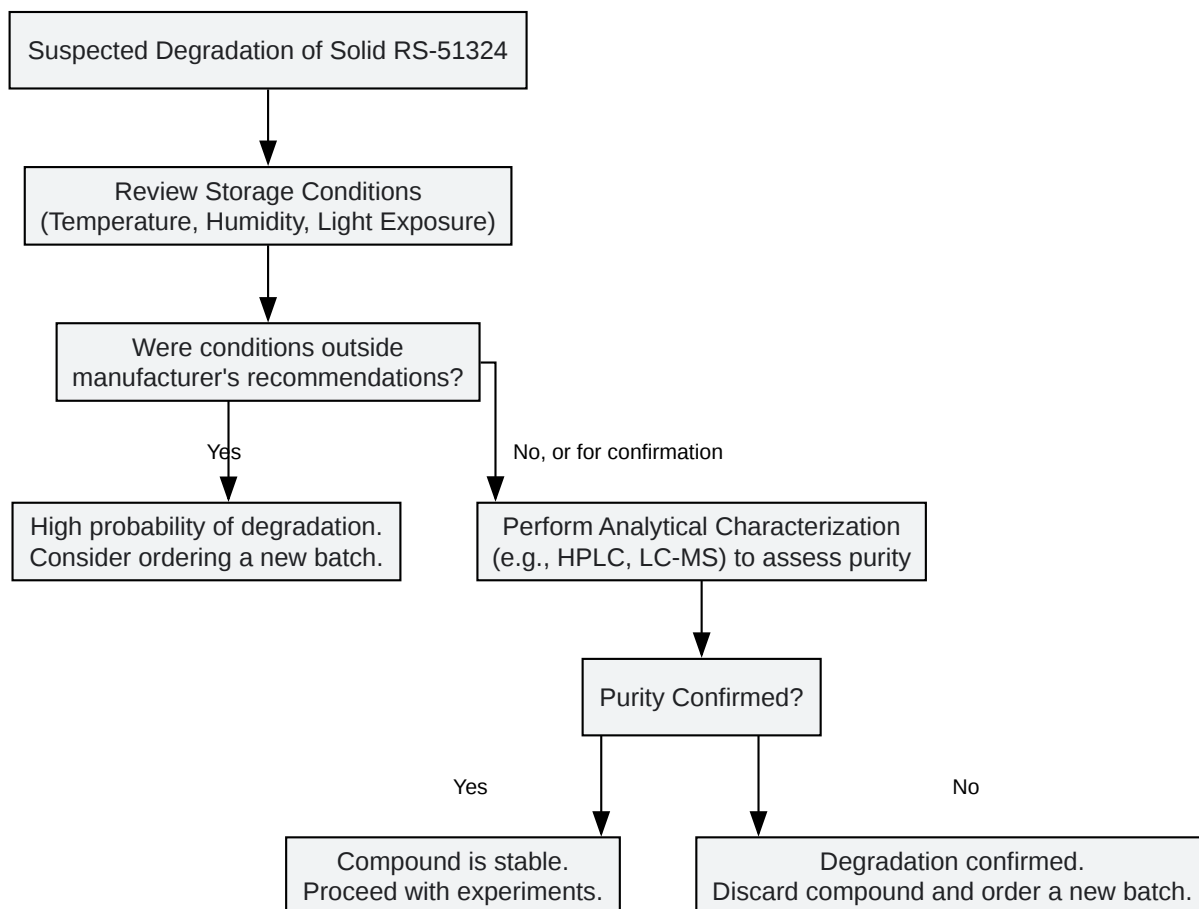 Suspected Degradation of Solid RS-51324
Review Storage Conditions
(Temperature, Humidity, Light Exposure)
Were conditions outside
manufacturer's recommendations?
Yes
No, or for confirmation
High probability of degradation.
Consider ordering a new batch.
Perform Analytical Characterization
(e.g., HPLC, LC-MS) to assess purity
Purity Confirmed?
Yes
No
Compound is stable.
Proceed with experiments.
Degradation confirmed.
Discard compound and order a new batch.